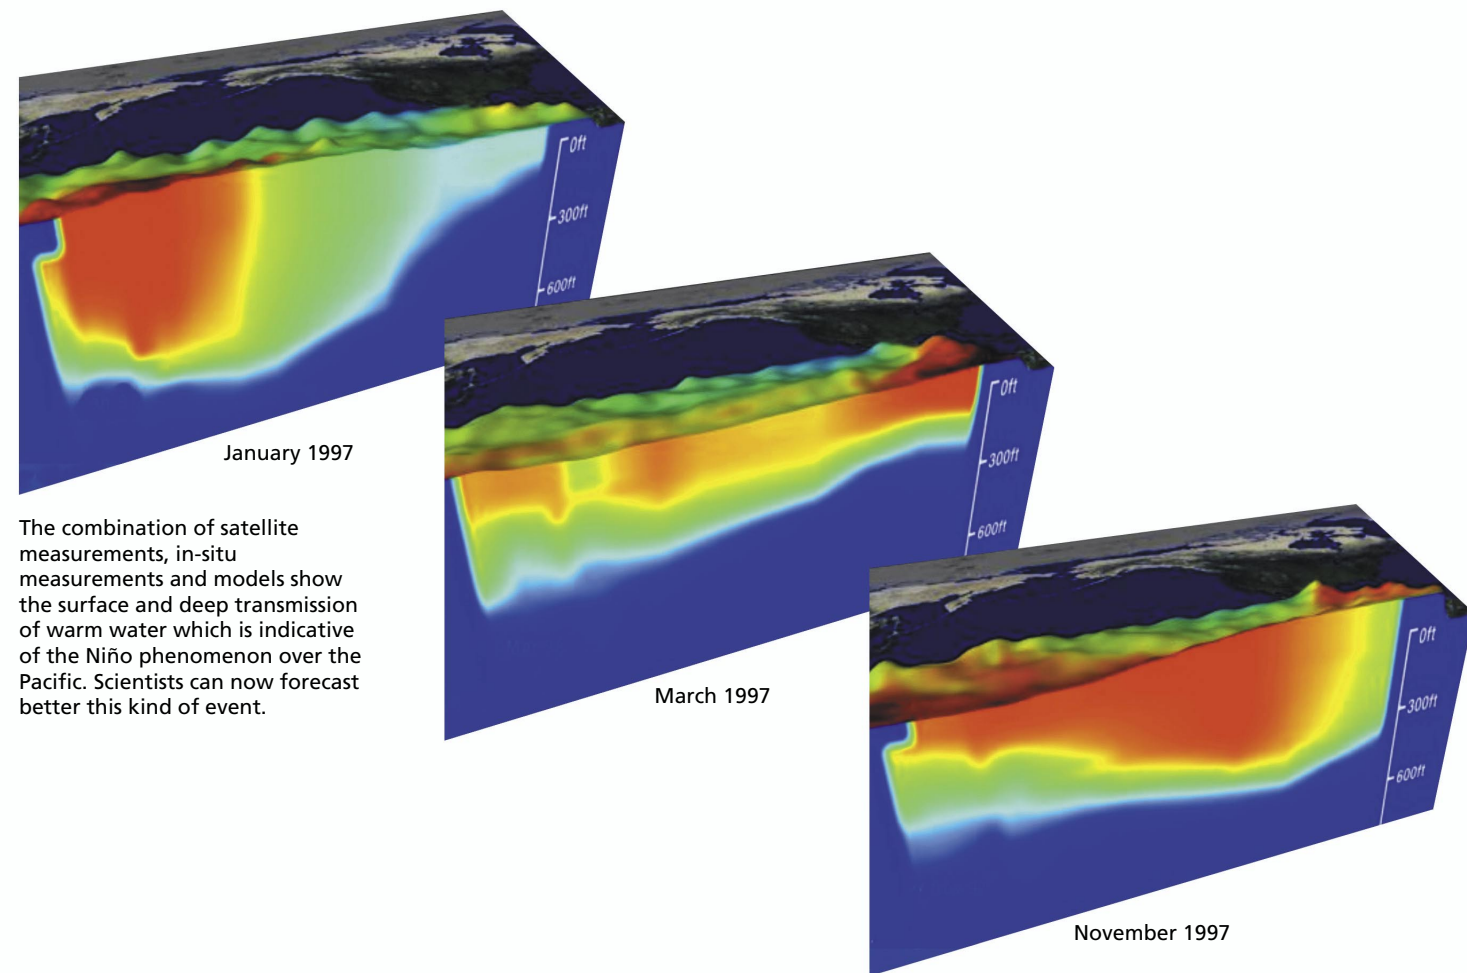 0ft
300ft
600ft
January 1997
The combination of satellite
measurements, in-situ
measurements and models show
the surface and deep transmission
of warm water which is indicative
of the Niño phenomenon over the
Pacific. Scientists can now forecast
better this kind of event.
0ft
300ft
600ft
March 1997
0ft
300ft
600ft
November 1997